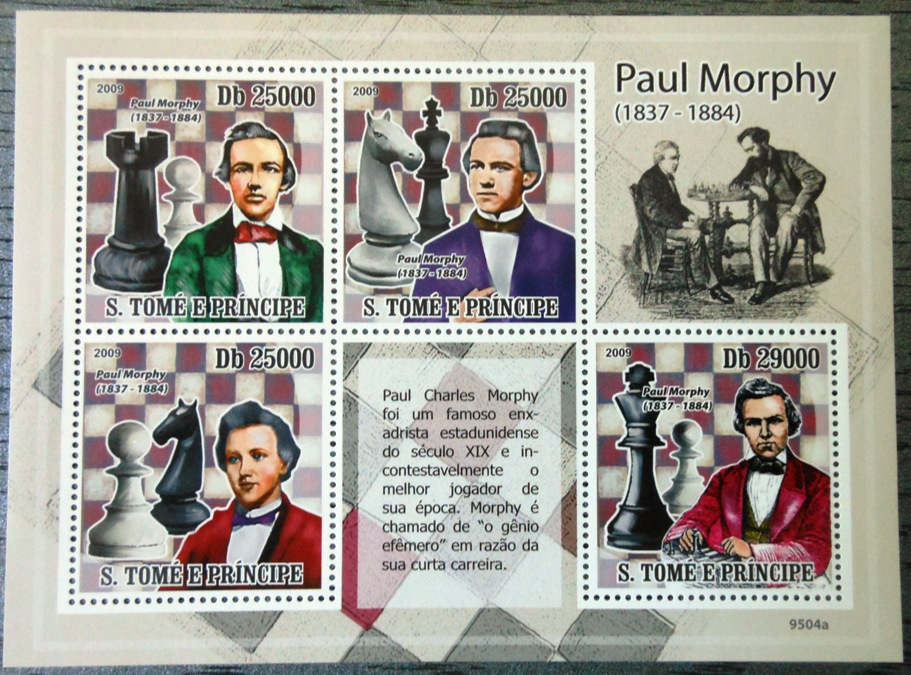 Paul Morphy
(1837 - 1884)
2009
Db 25000
Paul Morphy
(1837 - 1884)
S. TOMÉ E PRÍNCIPE
2009
Db 25000
Paul Morphy
(1837 - 1884)
S. TOMÉ E PRÍNCIPE
2009
Db 25000
Paul Morphy
(1837 - 1884)
S. TOMÉ E PRÍNCIPE
Paul Charles Morphy
foi um famoso enx-
adrista estadunidense
do século XIX e in-
contestavelmente o
melhor jogador de
sua época. Morphy é
chamado de “o gênio
efêmero” em razão da
sua curta carreira.
2009
Db 29000
Paul Morphy
(1837 - 1884)
S. TOMÉ E PRÍNCIPE
9504a